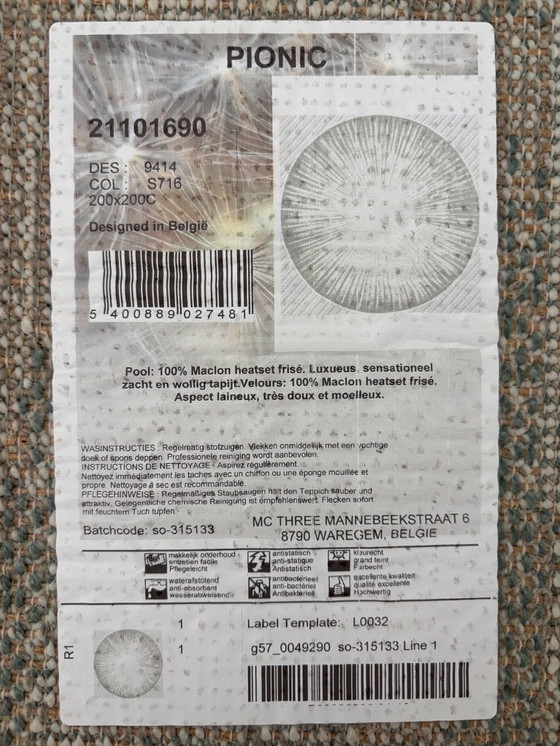 PIONIC
21101690
DES : 9414
COL : S716
200x200C
Designed in België
5 400889 027481
Pool: 100% Maclon heatset frisé. Luxueus sensationeel
zacht en wollig tapijt.Velours: 100% Maclon heatset frisé.
Aspect laineux, très doux et moelleux.
WASINSTRUCTIES : Regelmatig stofzuigen. Vlekken onmiddellijk met een vochtige
doek of spons deppen. Professionele reiniging wordt aanbevolen.
INSTRUCTIONS DE NETTOYAGE - Aspirez régulièrement
Nettoyez immédiatement les taches avec un chiffon ou une éponge mouillée et
propre. Nettoyage à sec est recommandable.
PFLEGEHINWEISE : Regelmäßiges Staubsaugen hält den Teppich sauber und
attraktiv. Gelegentliche chemische Reinigung ist empfehlenswert. Flecken sofort
mit feuchtem Tuch tupfen.
Batchcode: so-315133
MC THREE MANNEBEEKSTRAAT 6
8790 WAREGEM, BELGIE
makkelijk onderhoud
entretien facile
Pflegeleicht
antistatisch
anti-statique
Antistatisch
kleurecht
grand teint
Farbecht
waterafstotend
anti-absorbant
wasserabweisend
antibacterieel
anti-bactérien
Antibakteriell
excellente kwaliteit
qualité excellente
Hochwertig
R1
1
1
Label Template: L0032
g57_0049290 so-315133 Line 1